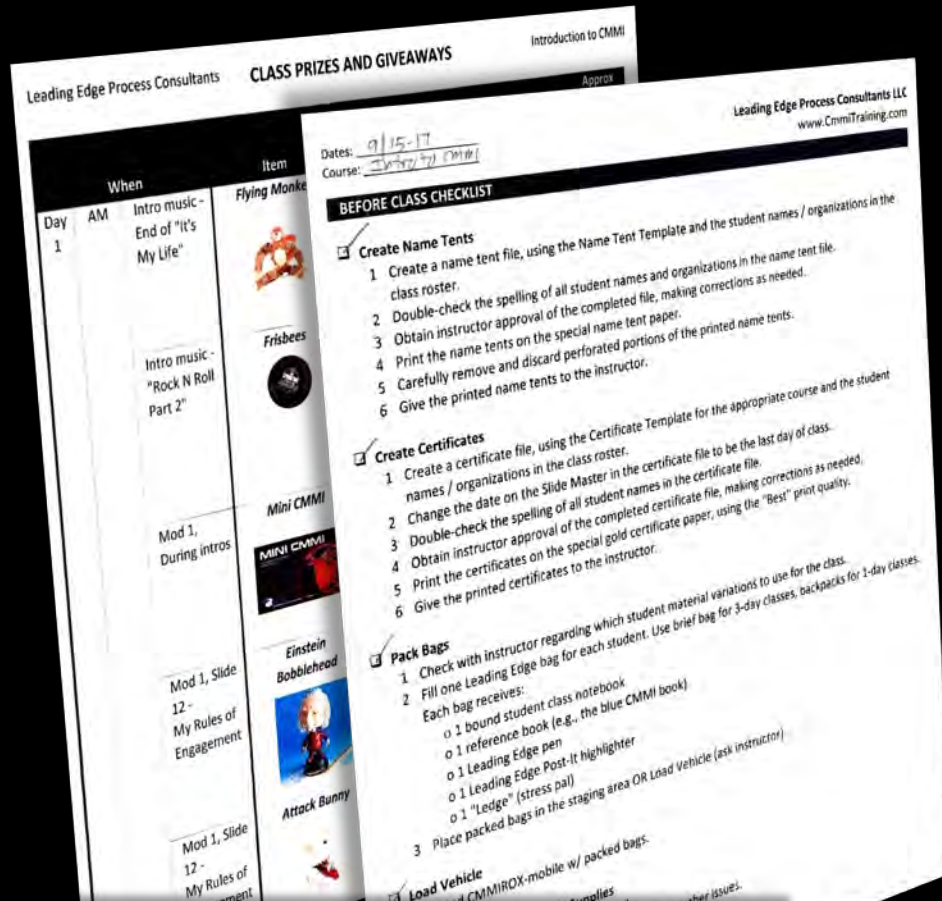 Leading Edge Process Consultants
CLASS PRIZES AND GIVEAWAYS
Introduction to CMMI
When
Item
Approx
Day
1
AM
Intro music -
End of "It's
My Life"
Flying Monke
Intro music -
"Rock N Roll
Part 2"
Frisbees
Mod 1,
During intros
Mini CMMI
MINI CMMI
Mod 1, Slide
12 -
My Rules of
Engagement
Einstein
Bobblehead
Mod 1, Slide
12 -
My Rules of
Attack Bunny
Leading Edge Process Consultants LLC
www.CmmiTraining.com
Dates: 9/15-17
Course: Intro to CMMI
BEFORE CLASS CHECKLIST
Create Name Tents
1 Create a name tent file, using the Name Tent Template and the student names / organizations in the
class roster.
2 Double-check the spelling of all student names and organizations in the name tent file.
3 Obtain instructor approval of the completed file, making corrections as needed.
4 Print the name tents on the special name tent paper.
5 Carefully remove and discard perforated portions of the printed name tents.
6 Give the printed name tents to the instructor.
Create Certificates
1 Create a certificate file, using the Certificate Template for the appropriate course and the student
names / organizations in the class roster.
2 Change the date on the Slide Master in the certificate file to be the last day of class.
3 Double-check the spelling of all student names in the certificate file.
4 Obtain instructor approval of the completed certificate file, making corrections as needed.
5 Print the certificates on the special gold certificate paper, using the "Best" print quality.
6 Give the printed certificates to the instructor.
Pack Bags
1 Check with instructor regarding which student material variations to use for the class.
2 Fill one Leading Edge bag for each student. Use brief bag for 3-day classes, backpacks for 1-day classes.
Each bag receives:
o 1 bound student class notebook
o 1 reference book (e.g., the blue CMMI book)
o 1 Leading Edge pen
o 1 Leading Edge Post-It highlighter
o 1 "Ledge" (stress pal)
3 Place packed bags in the staging area OR Load Vehicle (ask instructor)
Load Vehicle
CMMIROX-mobile w/ packed bags.
other issues.